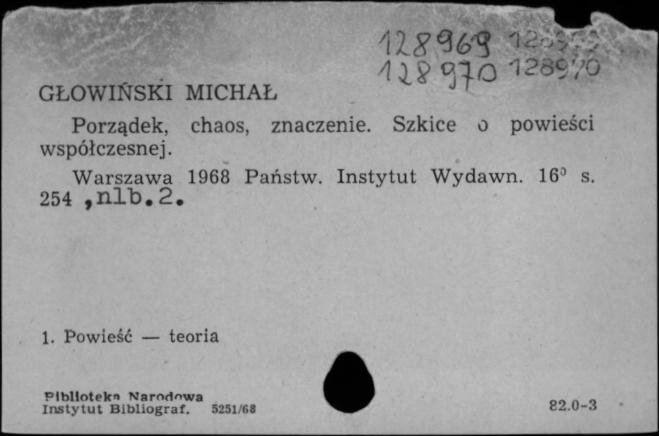 128969 128969
128970 128970
GŁOWIŃSKI MICHAŁ
Porządek, chaos, znaczenie. Szkice o powieści
współczesnej.
Warszawa 1968 Państw. Instytut Wydawn. 16⁰ s.
254 ,nlb.2.
1. Powieść — teoria
Biblioteka Narodowa
Instytut Bibliograf. 5251/68
82.0-3